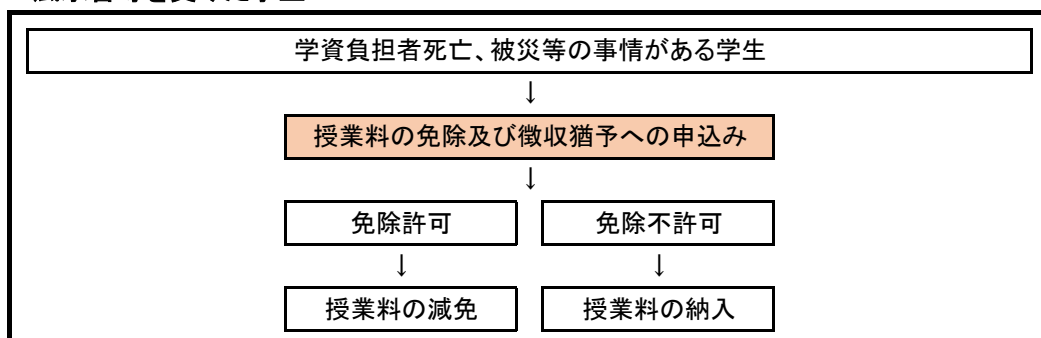 学資負担者死亡、被災等の事情がある学生
↓
授業料の免除及び徴収猶予への申込み
↓
免除許可 免除不許可
↓ ↓
授業料の減免 授業料の納入